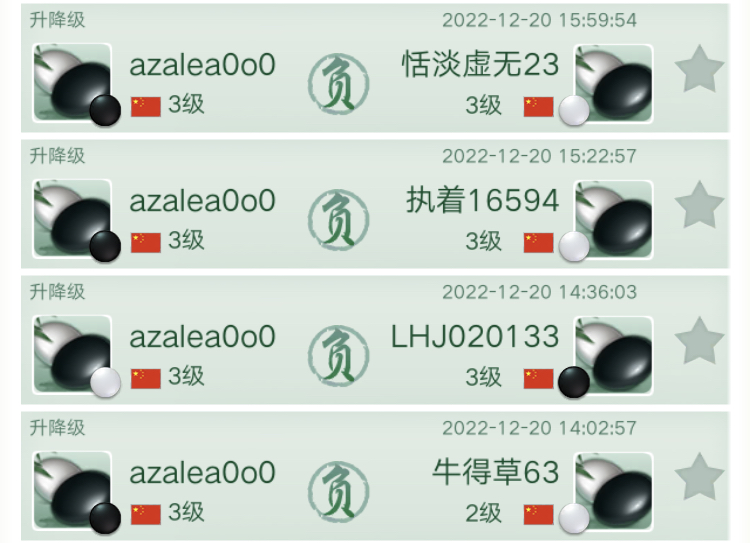 升降级 2022-12-20 15:59:54
azalea0o0 负 恬淡虚无23
3级 3级
升降级 2022-12-20 15:22:57
azalea0o0 负 执着16594
3级 3级
升降级 2022-12-20 14:36:03
azalea0o0 负 LHJ020133
3级 3级
升降级 2022-12-20 14:02:57
azalea0o0 负 牛得草63
3级 2级